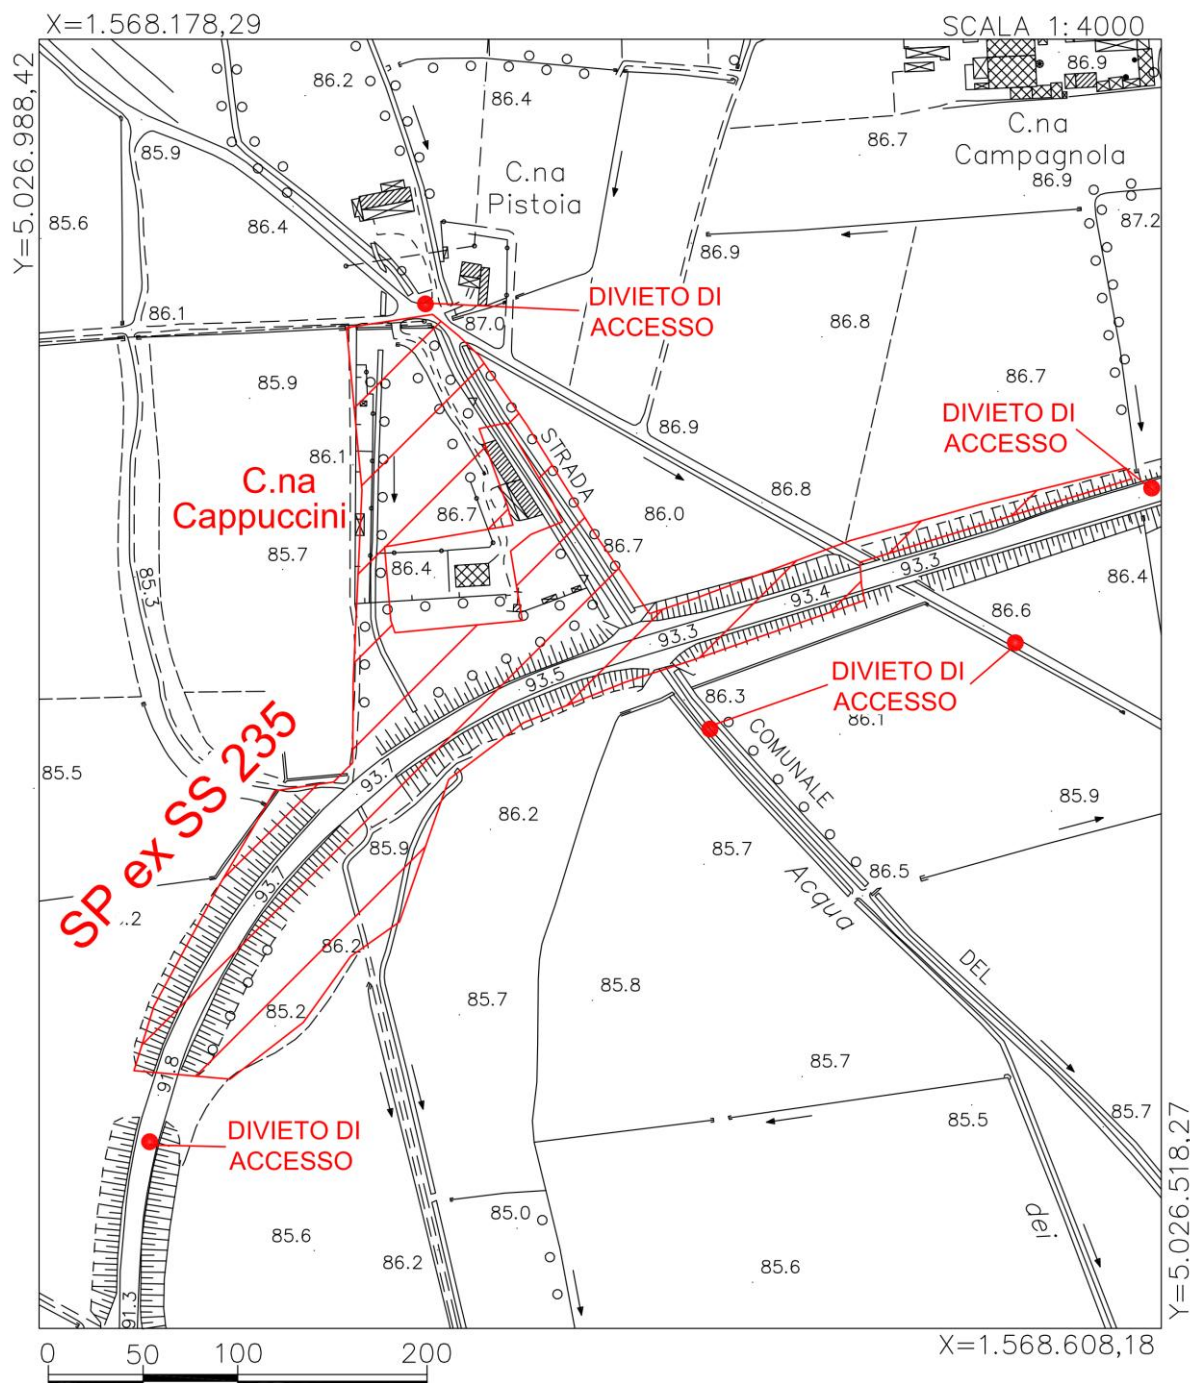 X=1.568.178,29
SCALA 1:4000
Y=5.026.988,42
86.2
86.4
86.9
86.7
C.na
Campagnola
85.9
C.na
Pistoia
86.9
87.2
85.6
86.4
86.9
DIVIETO DI
ACCESSO
86.1
87.0
86.8
85.9
86.7
DIVIETO DI
ACCESSO
86.9
STRADA
86.1
C.na
Cappuccini
86.8
86.7
86.0
85.7
86.7
86.4
93.3
86.4
85.3
93.4
86.6
93.3
DIVIETO DI
ACCESSO
93.5
86.3
86.1
SP ex SS 235
COMUNALE
85.5
93.7
86.2
85.9
85.9
85.7
86.5
Acqua
93.7
.2
86.2
DEL
85.2
85.7
85.8
91.8
85.7
85.5
85.7
DIVIETO DI
ACCESSO
85.0
dei
85.6
86.2
85.6
91.3
Y=5.026.518,27
X=1.568.608,18
0 50 100 200